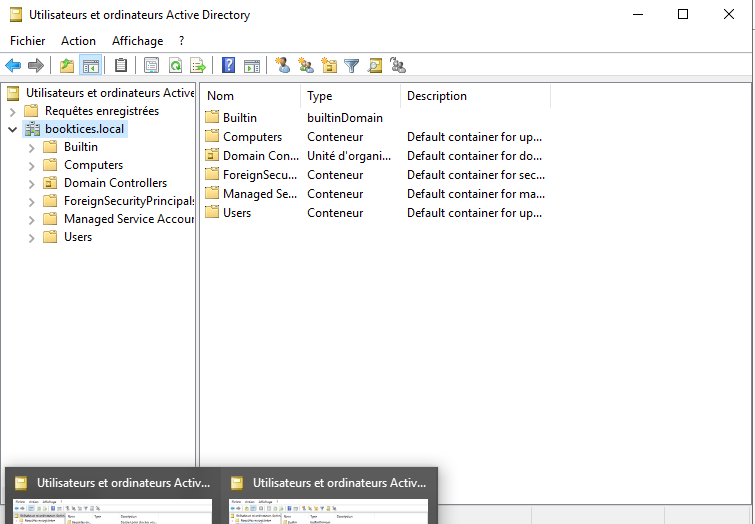 Utilisateurs et ordinateurs Active Directory
Fichier Action Affichage ?
Utilisateurs et ordinateurs Active
Requêtes enregistrées
booktices.local
Builtin
Computers
Domain Controllers
ForeignSecurityPrincipals
Managed Service Accour
Users
Nom Type Description
Builtin builtinDomain
Computers Conteneur Default container for up...
Domain Con... Unité d'organi... Default container for do...
ForeignSecu... Conteneur Default container for sec...
Managed Se... Conteneur Default container for ma...
Users Conteneur Default container for up...
Utilisateurs et ordinateurs Activ...
Utilisateurs et ordinateurs Activ...